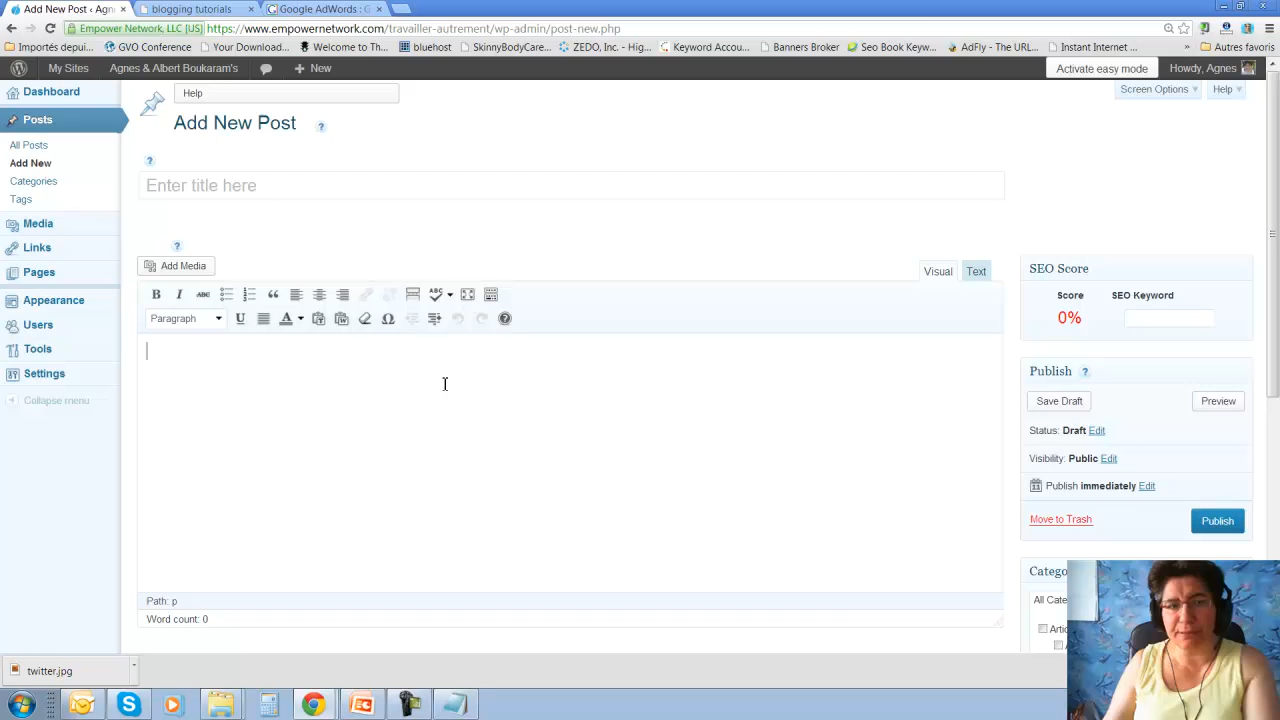 Add New Post ‹ Agn
blogging tutorials
Google AdWords : G
Empower Network, LLC [US]
https://www.empowernetwork.com/travailler-autrement/wp-admin/post-new.php
Importés depui...
GVO Conference
Your Download...
Welcome to Th...
bluehost
SkinnyBodyCare...
ZEDO, Inc. - Hig...
Keyword Accou...
Banners Broker
Seo Book Keyw...
AdFly - The URL...
Instant Internet ...
»
Autres favoris
My Sites
Agnes & Albert Boukaram's
+ New
Activate easy mode
Howdy, Agnes
Dashboard
Posts
All Posts
Add New
Categories
Tags
Media
Links
Pages
Appearance
Users
Tools
Settings
Collapse menu
Help
Screen Options
Help
Add New Post
?
?
Enter title here
?
Add Media
Visual
Text
B
I
ABC
ABC
Paragraph
U
A
Ω
?
Path: p
Word count: 0
SEO Score
Score
SEO Keyword
0%
Publish
?
Save Draft
Preview
Status: Draft Edit
Visibility: Public Edit
Publish immediately Edit
Move to Trash
Publish
Catego
All Cate
Artic
twitter.jpg